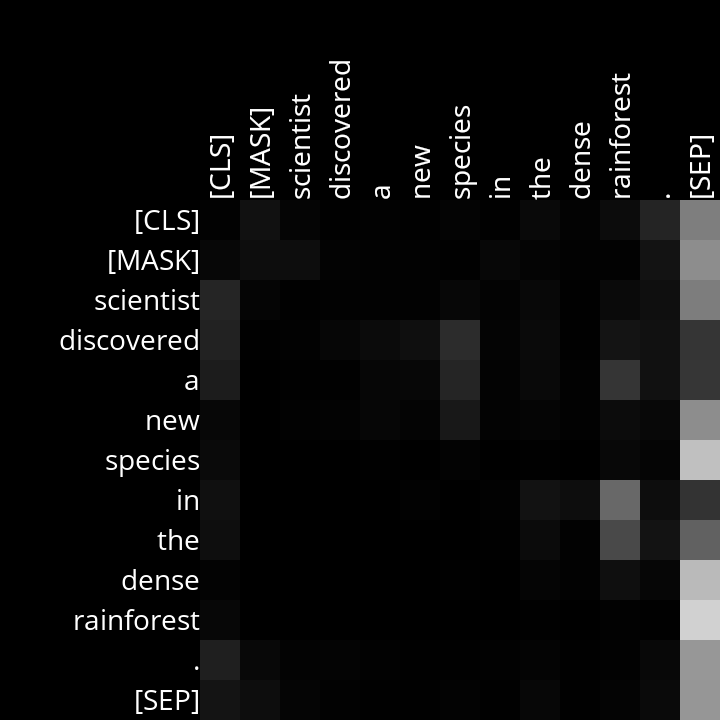 [CLS] [MASK] scientist discovered a new species in the dense rainforest . [SEP]
[CLS]
[MASK]
scientist
discovered
a
new
species
in
the
dense
rainforest
.
[SEP]